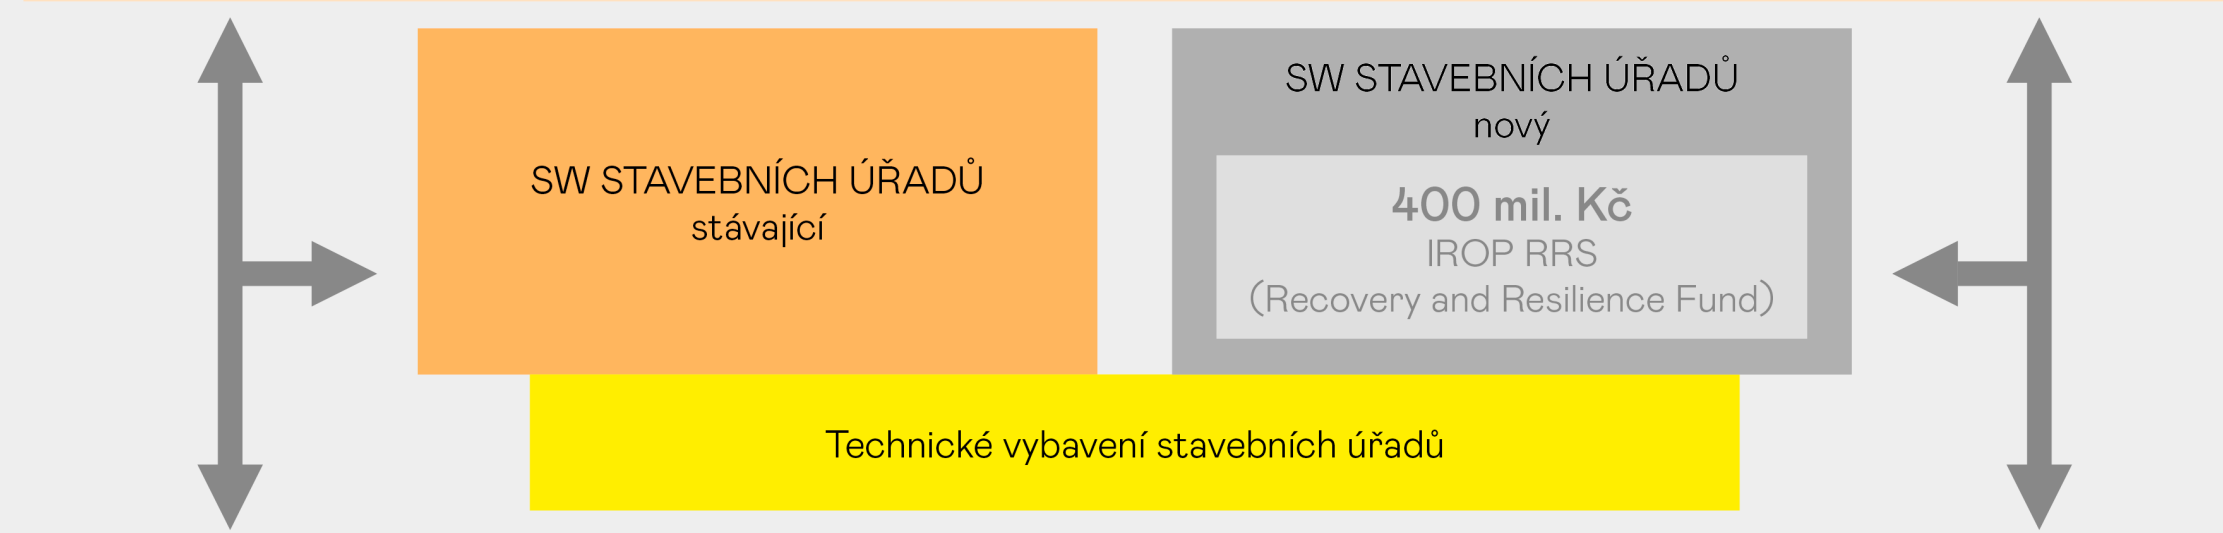 SW STAVEBNÍCH ÚŘADŮ
stávající
SW STAVEBNÍCH ÚŘADŮ
nový
400 mil. Kč
IROP RRS
(Recovery and Resilience Fund)
Technické vybavení stavebních úřadů